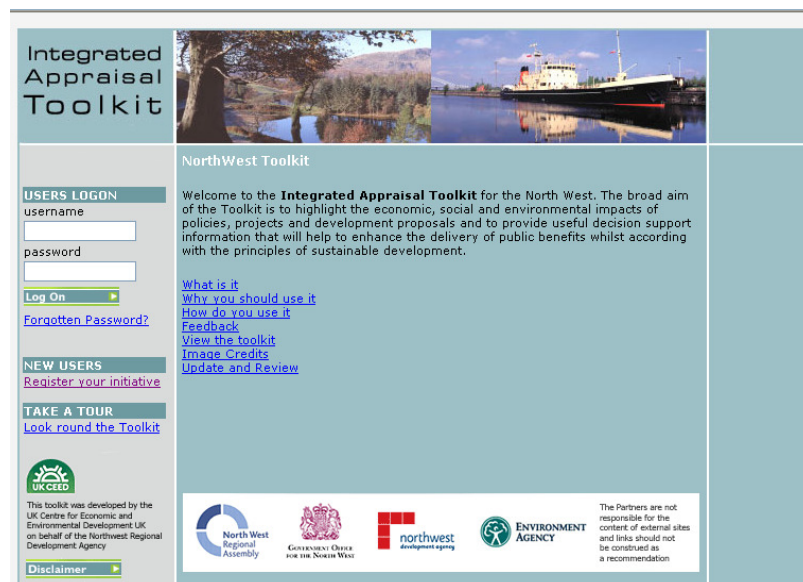 Integrated
Appraisal
Toolkit
NorthWest Toolkit
USERS LOGON
username
password
Log On
Forgotten Password?
NEW USERS
Register your initiative
TAKE A TOUR
Look round the Toolkit
UK CEED
This toolkit was developed by the
UK Centre for Economic and
Environmental Development UK
on behalf of the Northwest Regional
Development Agency
Disclaimer
Welcome to the Integrated Appraisal Toolkit for the North West. The broad aim
of the Toolkit is to highlight the economic, social and environmental impacts of
policies, projects and development proposals and to provide useful decision support
information that will help to enhance the delivery of public benefits whilst according
with the principles of sustainable development.
What is it
Why you should use it
How do you use it
Feedback
View the toolkit
Image Credits
Update and Review
North West
Regional
Assembly
GOVERNMENT OFFICE
FOR THE NORTH WEST
northwest
development agency
ENVIRONMENT
AGENCY
The Partners are not
responsible for the
content of external sites
and links should not
be construed as
a recommendation